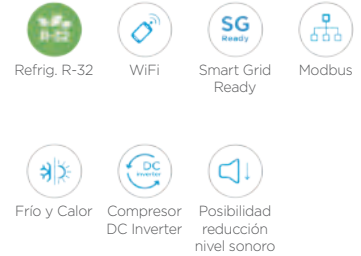 R-32
SG
Ready
Refrig. R-32
WiFi
Smart Grid
Ready
Modbus
DC
Inverter
Frío y Calor
Compresor
DC Inverter
Posibilidad
reducción
nivel sonoro